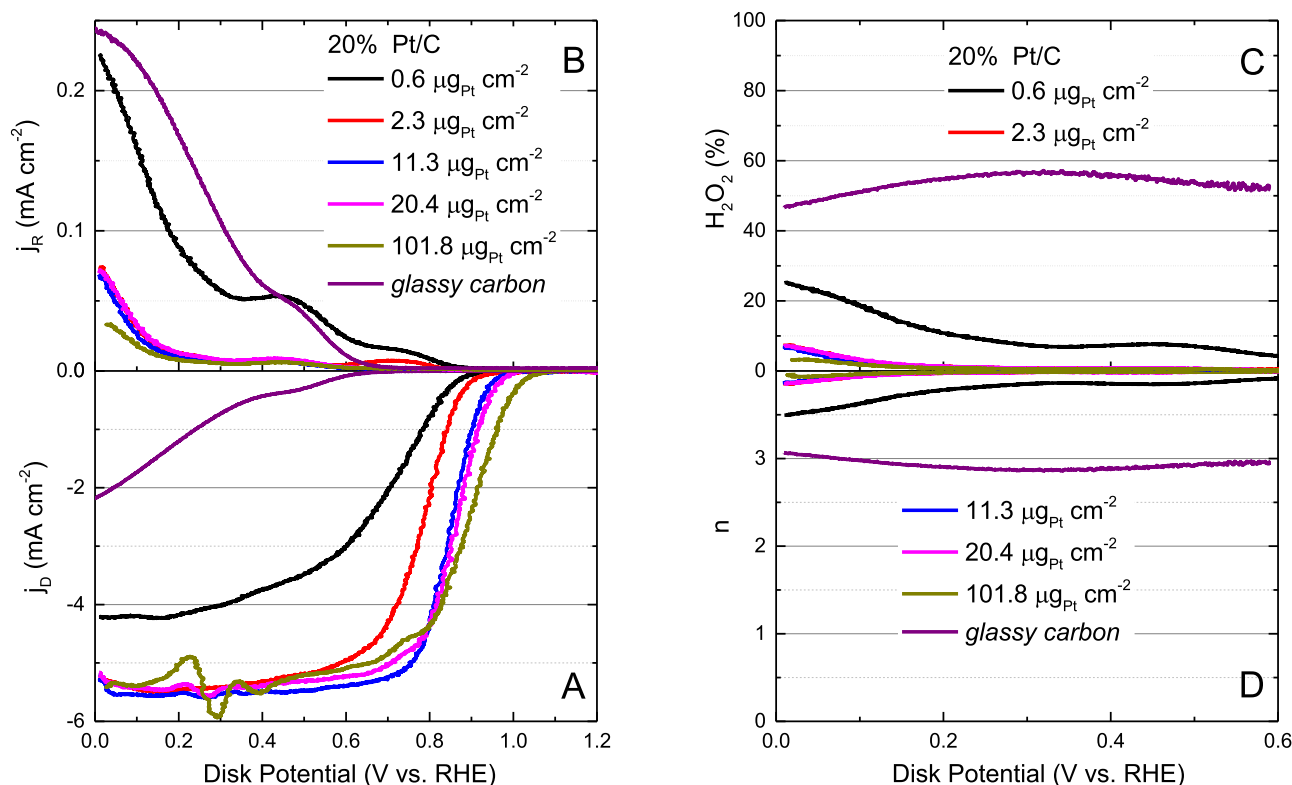 B
20% Pt/C
0.6 μg_Pt cm⁻²
2.3 μg_Pt cm⁻²
11.3 μg_Pt cm⁻²
20.4 μg_Pt cm⁻²
101.8 μg_Pt cm⁻²
glassy carbon
j_R (mA cm⁻²)
0.2
0.1
0.0
j_D (mA cm⁻²)
-2
-4
-6
A
0.0 0.2 0.4 0.6 0.8 1.0 1.2
Disk Potential (V vs. RHE)
C
20% Pt/C
0.6 μg_Pt cm⁻²
2.3 μg_Pt cm⁻²
H₂O₂ (%)
100
80
60
40
20
0
n
3
2
1
0
11.3 μg_Pt cm⁻²
20.4 μg_Pt cm⁻²
101.8 μg_Pt cm⁻²
glassy carbon
D
0.0 0.2 0.4 0.6
Disk Potential (V vs. RHE)